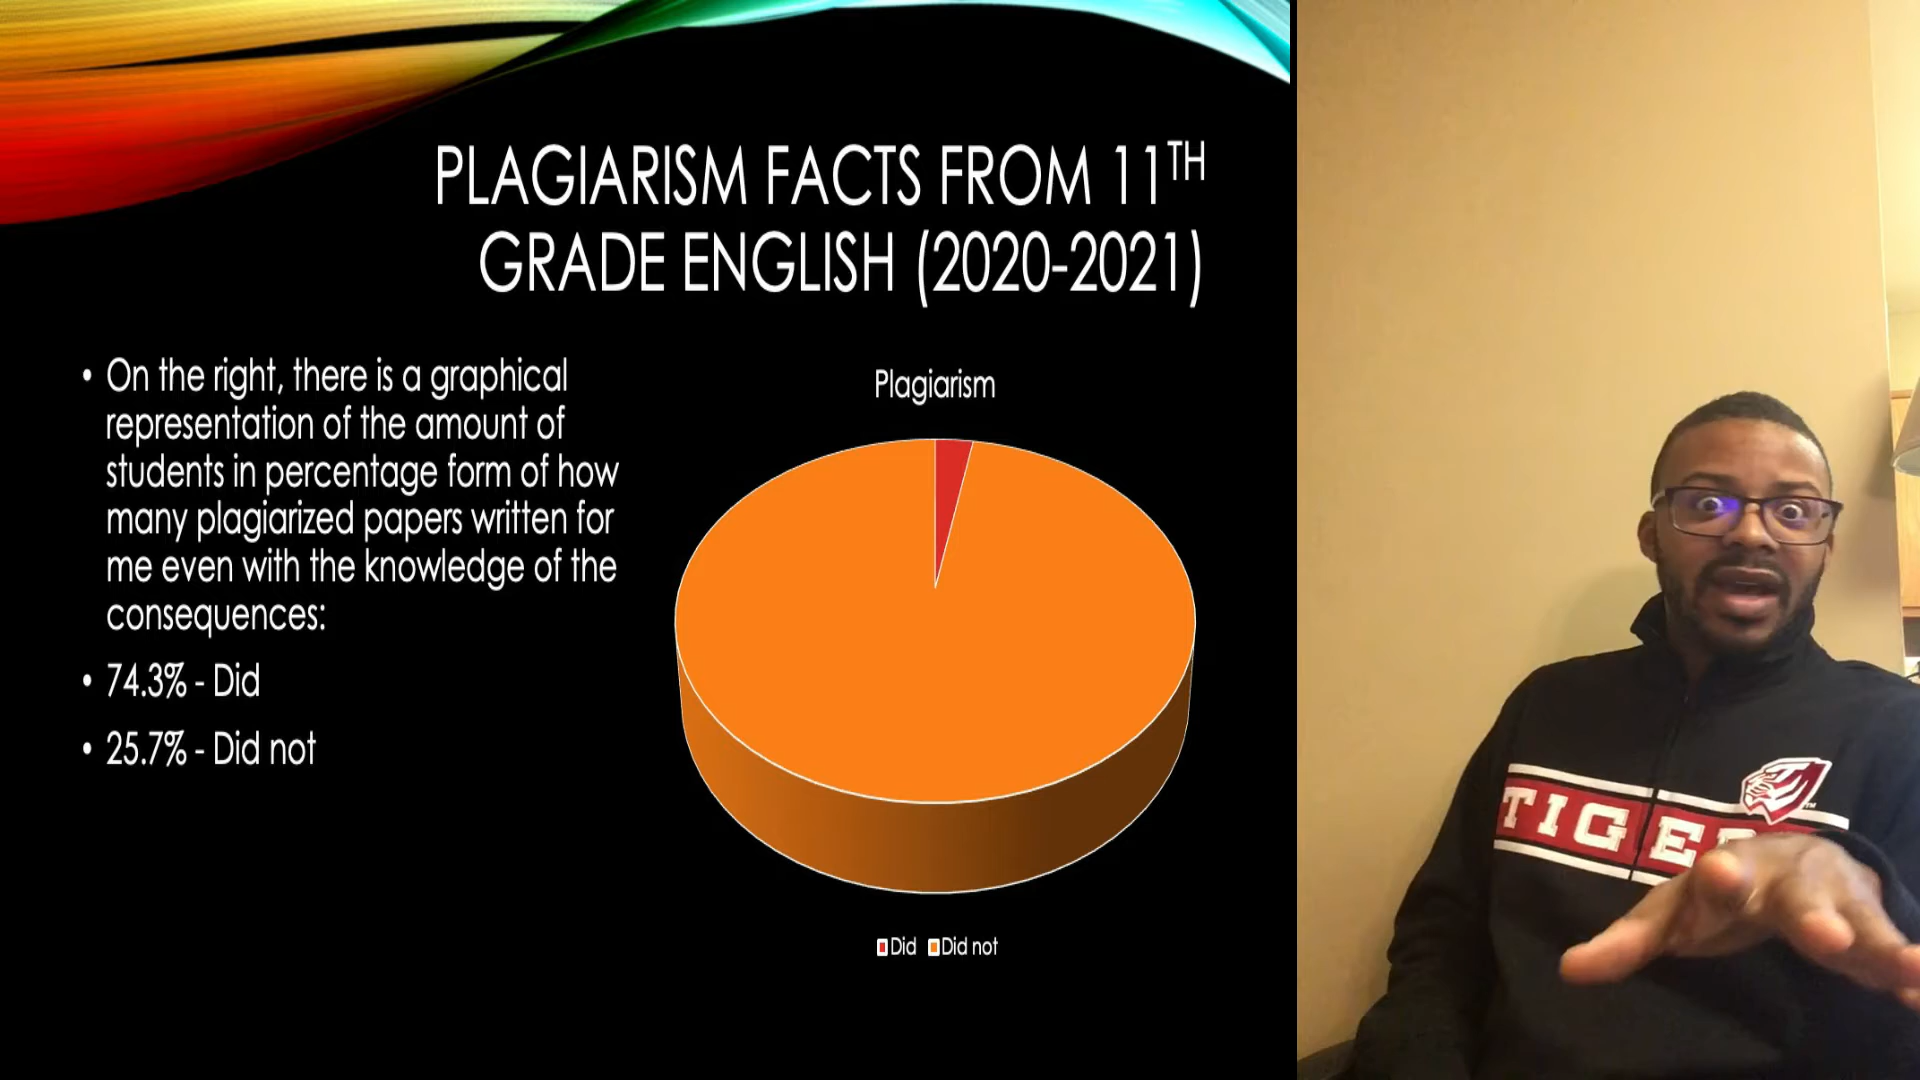 PLAGIARISM FACTS FROM 11TH
GRADE ENGLISH (2020-2021)
• On the right, there is a graphical
representation of the amount of
students in percentage form of how
many plagiarized papers written for
me even with the knowledge of the
consequences:
• 74.3% - Did
• 25.7% - Did not
Plagiarism
Did Did not
TIGE